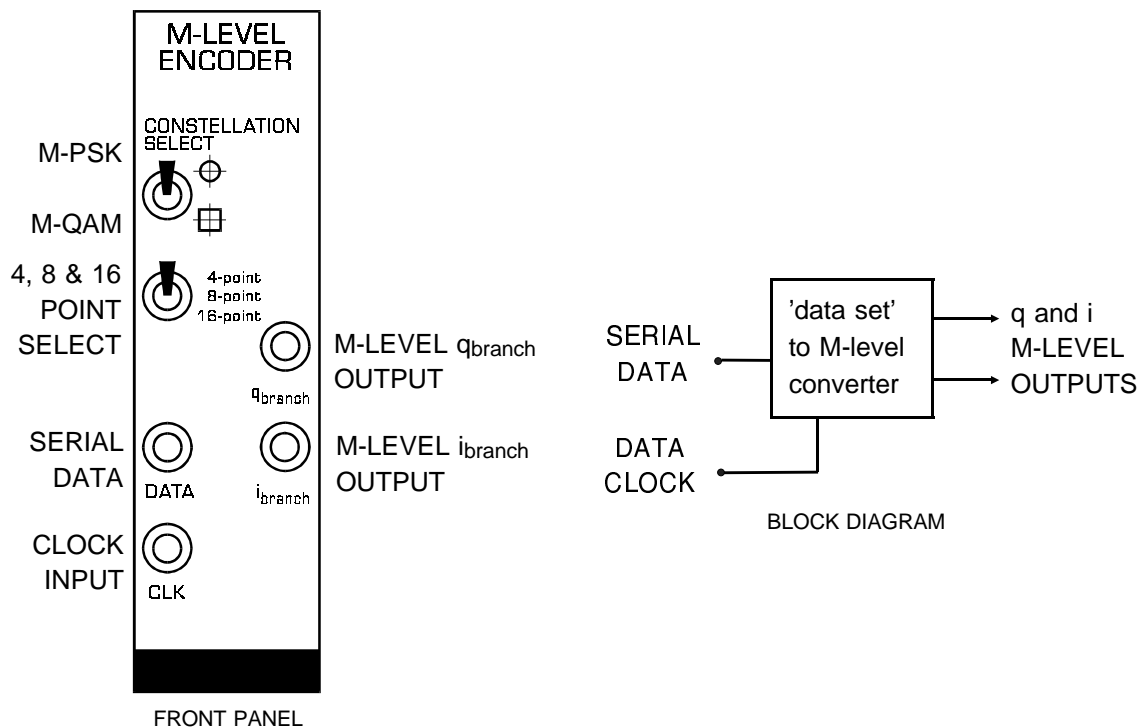 M-LEVEL
ENCODER
CONSTELLATION
SELECT
M-PSK
M-QAM
4, 8 & 16
POINT
SELECT
4-point
8-point
16-point
M-LEVEL qbranch
OUTPUT
qbranch
SERIAL
DATA
DATA
M-LEVEL ibranch
OUTPUT
ibranch
CLOCK
INPUT
CLK
FRONT PANEL
SERIAL
DATA
'data set'
to M-level
converter
q and i
M-LEVEL
OUTPUTS
DATA
CLOCK
BLOCK DIAGRAM